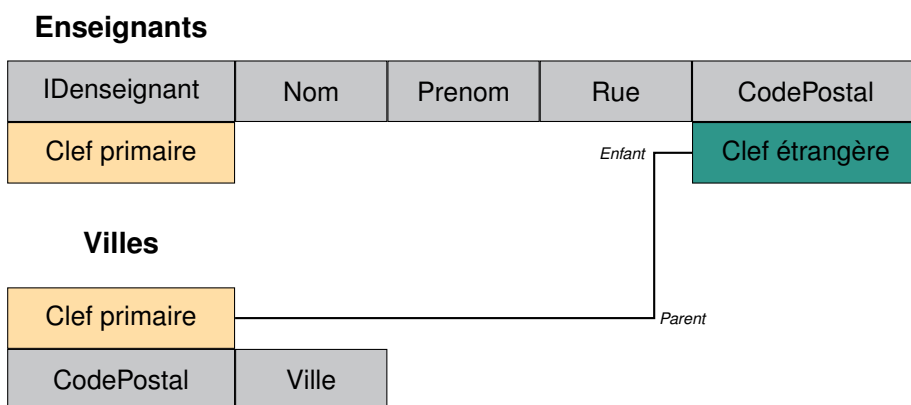 Enseignants
IDenseignant Nom Prenom Rue CodePostal
Clef primaire Enfant Clef étrangère
Villes
Clef primaire Parent
CodePostal Ville